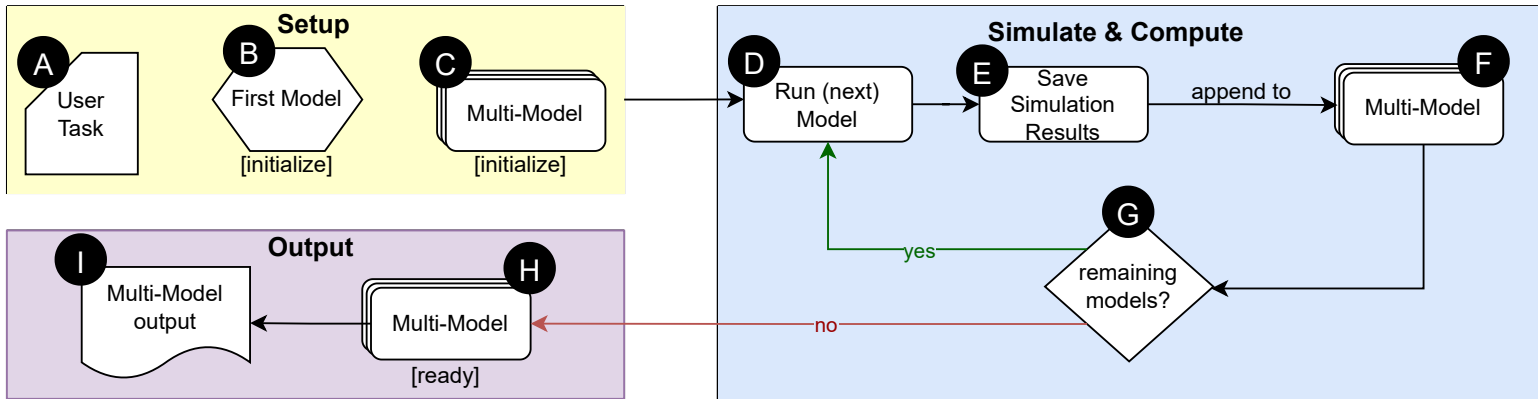 Setup
A
User
Task
B
First Model
[initialize]
C
Multi-Model
[initialize]
Simulate & Compute
D
Run (next)
Model
E
Save
Simulation
Results
append to
F
Multi-Model
G
remaining
models?
yes
no
Output
H
Multi-Model
[ready]
I
Multi-Model
output